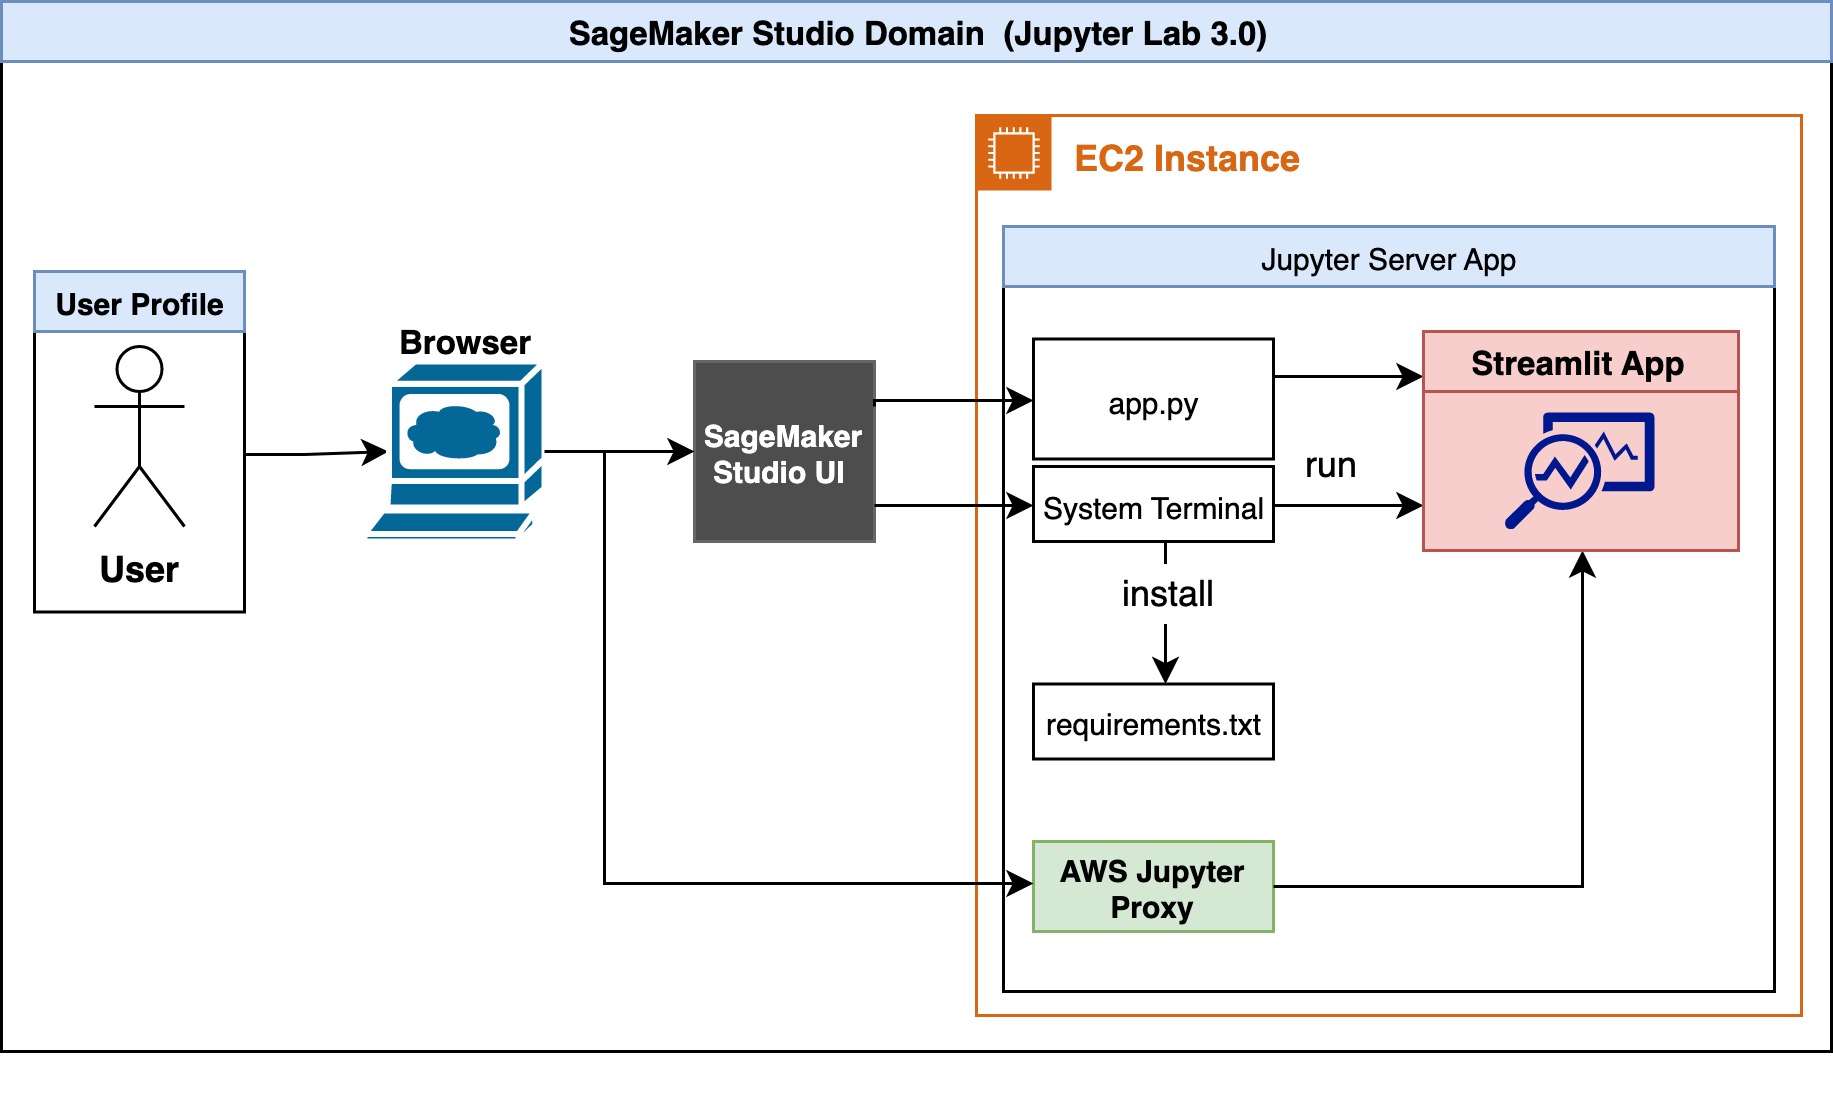 SageMaker Studio Domain  (Jupyter Lab 3.0)
EC2 Instance
Jupyter Server App
User Profile
User
Browser
SageMaker
Studio UI
app.py
System Terminal
run
Streamlit App
install
requirements.txt
AWS Jupyter
Proxy